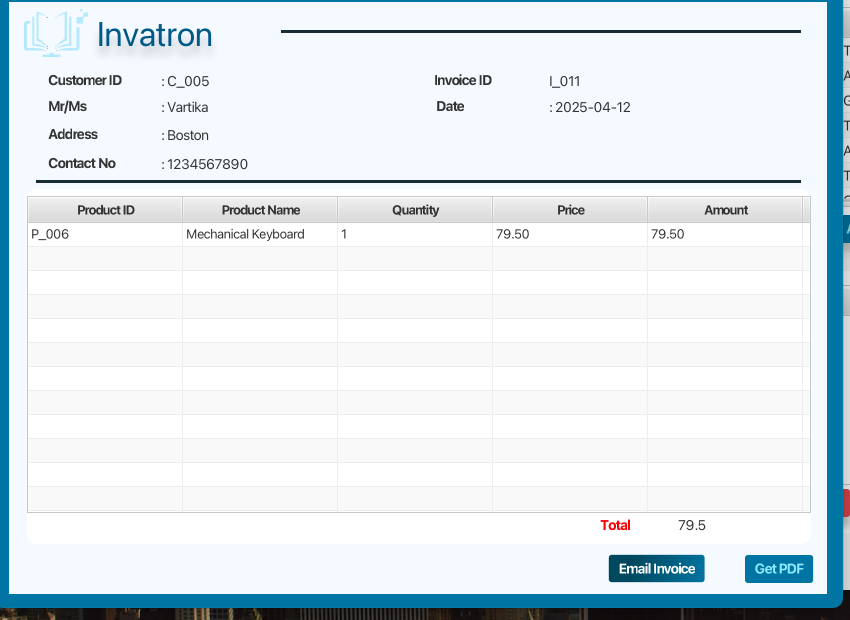 Invatron
Customer ID : C_005 Invoice ID I_011
Mr/Ms : Vartika Date : 2025-04-12
Address : Boston
Contact No : 1234567890
Product ID Product Name Quantity Price Amount
P_006 Mechanical Keyboard 1 79.50 79.50
Total 79.5
Email Invoice Get PDF